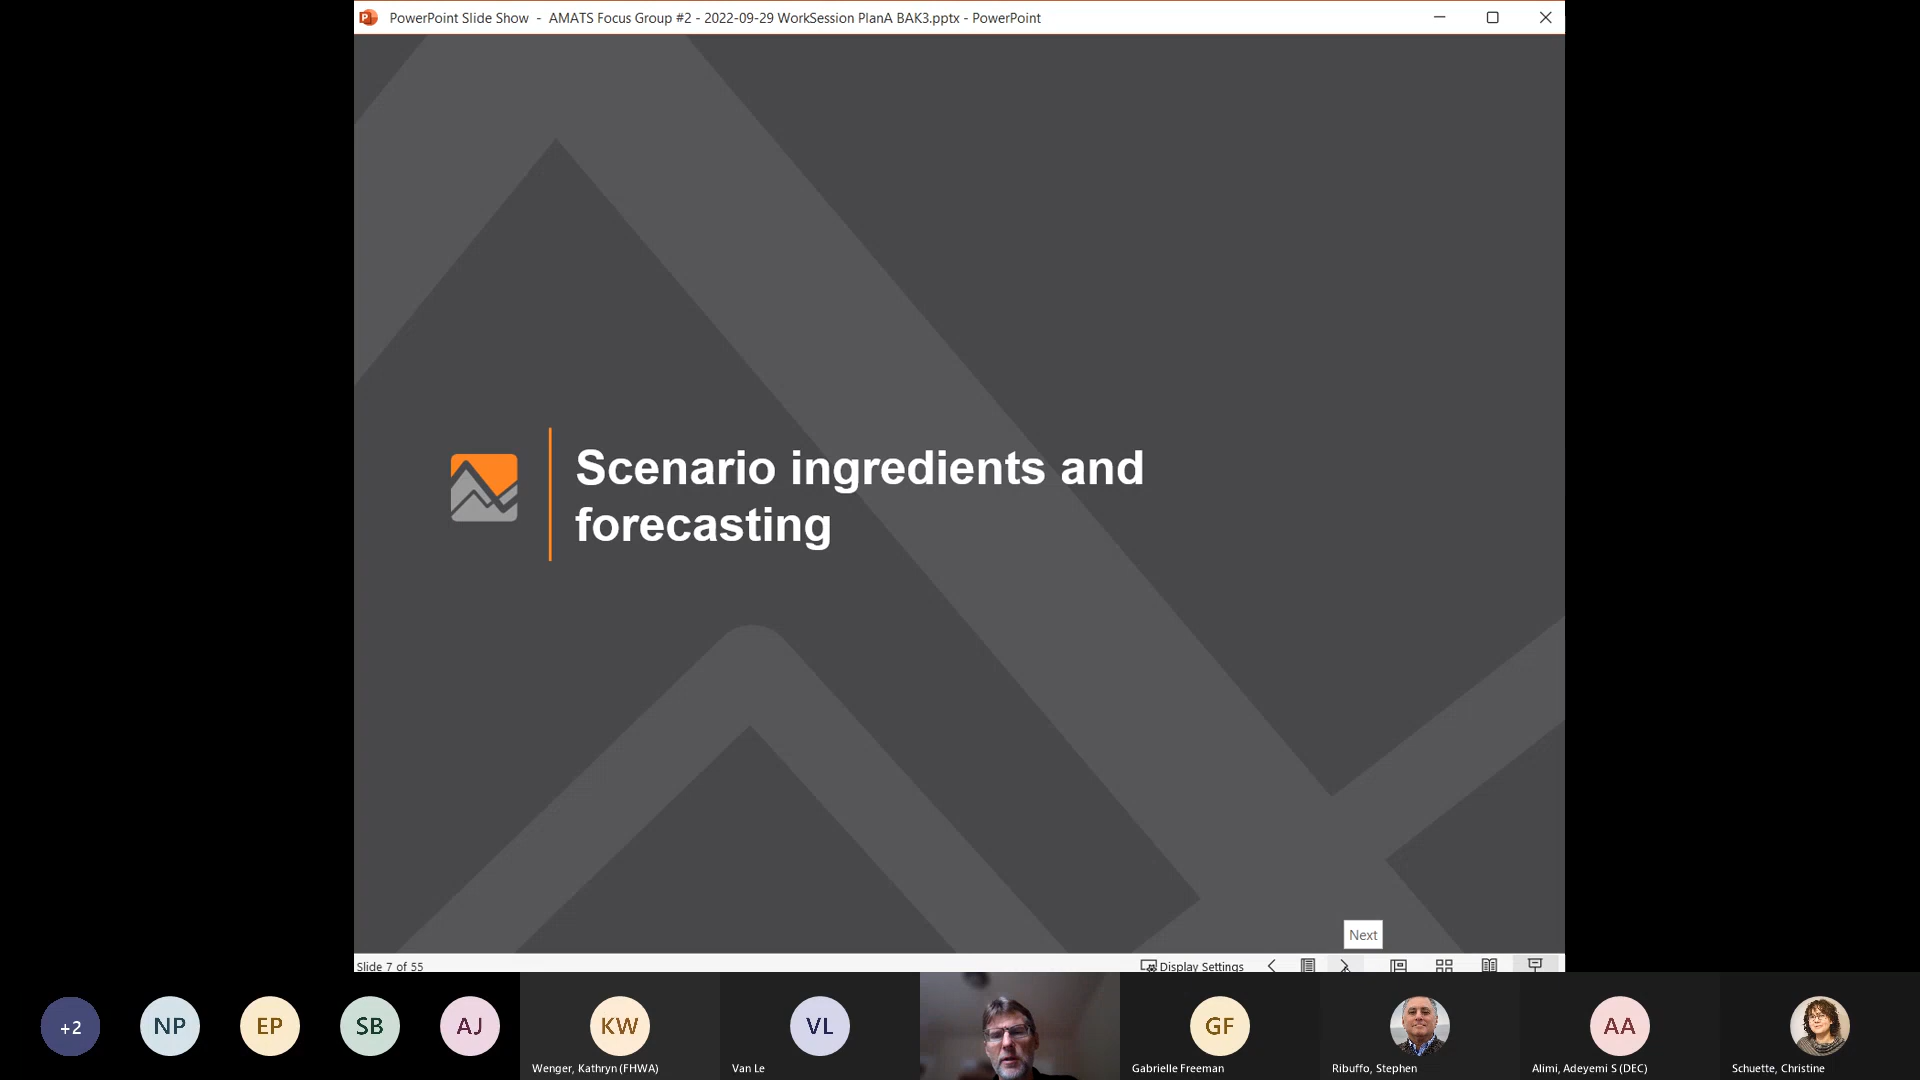 PowerPoint Slide Show - AMATS Focus Group #2 - 2022-09-29 WorkSession PlanA BAK3.pptx - PowerPoint
Scenario ingredients and
forecasting
Next
Slide 7 of 55
Display Settings
+2
NP
EP
SB
AJ
KW
VL
GF
AA
Wenger, Kathryn (FHWA)
Van Le
Gabrielle Freeman
Ribuffo, Stephen
Alimi, Adeyemi S (DEC)
Schuette, Christine